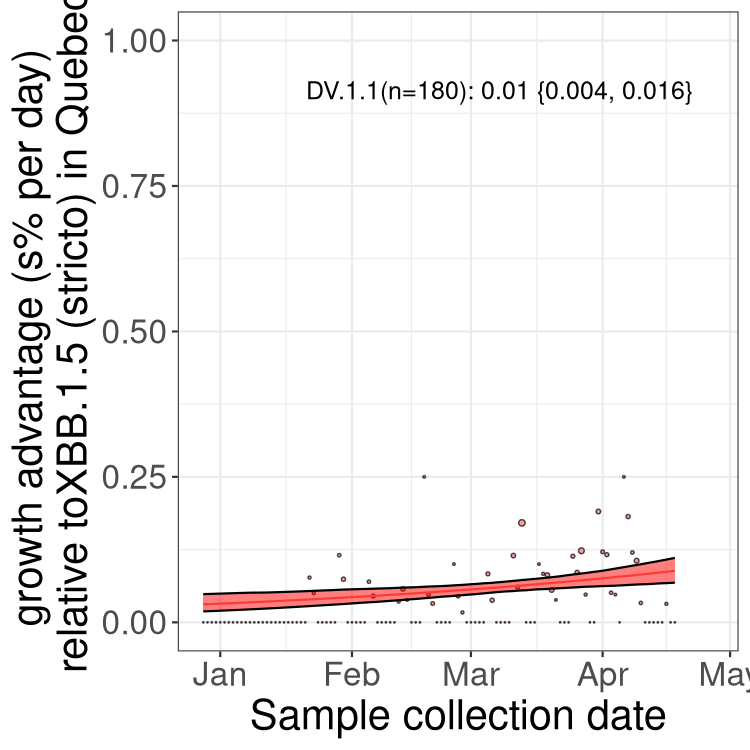 growth advantage (s% per day)
relative toXBB.1.5 (stricto) in Quebec
1.00
0.75
0.50
0.25
0.00
DV.1.1(n=180): 0.01 {0.004, 0.016}
Jan Feb Mar Apr May
Sample collection date